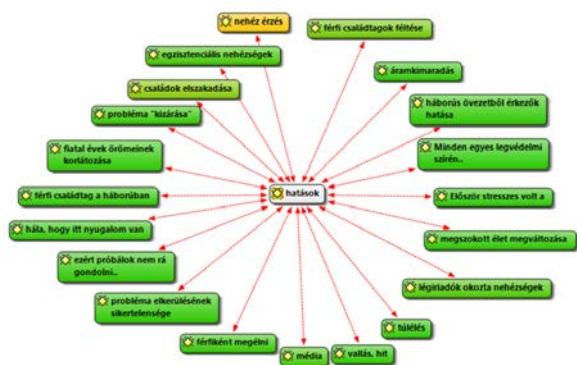 nehéz érzés
férfi családtagok féltése
egzisztenciális nehézségek
áramkimaradás
családok elszakadása
háborús övezetből érkezők
hatása
probléma "kizárása"
Minden egyes legvédelmi
szirén..
fiatal évek örömeinek
korlátozása
hatások
férfi családtag a háborúban
Először stresszes volt a
hála, hogy itt nyugalom van
megszokott élet megváltozása
ezért próbálok nem rá
gondolni..
légiriadók okozta nehézségek
probléma elkerülésének
sikertelensége
túlélés
férfiként megélni
média
vallás, hit